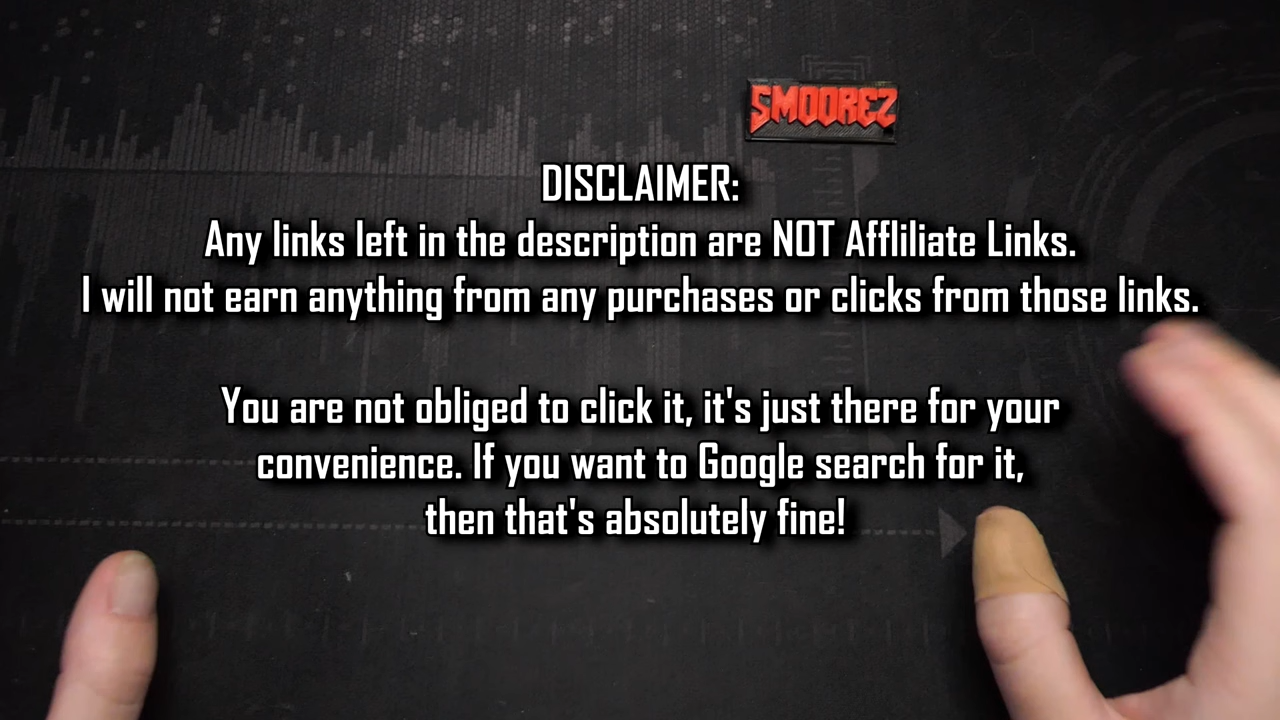 SMOOREZ
DISCLAIMER:
Any links left in the description are NOT Affliliate Links.
I will not earn anything from any purchases or clicks from those links.
You are not obliged to click it, it's just there for your
convenience. If you want to Google search for it,
then that's absolutely fine!